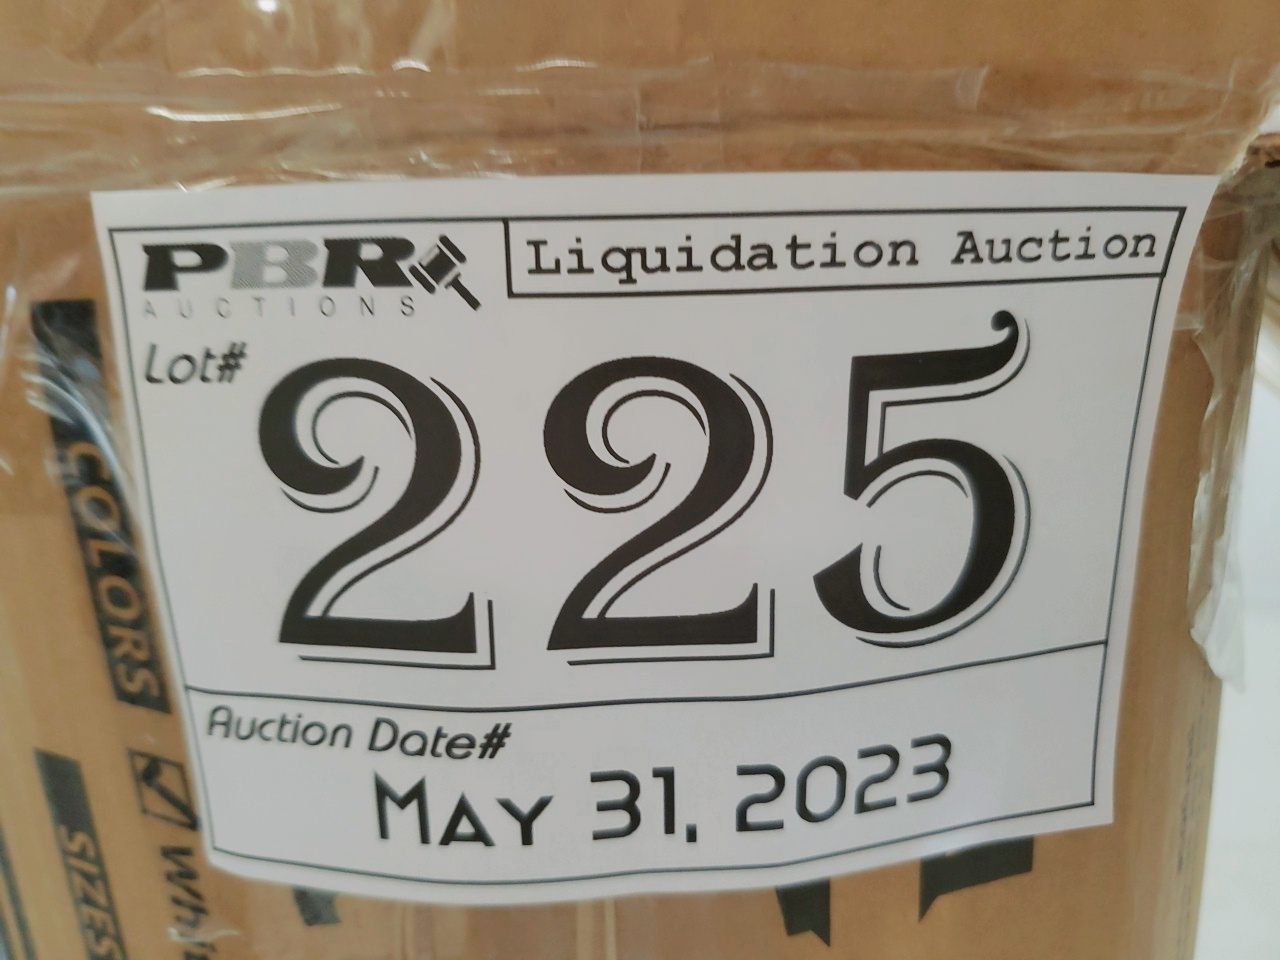 PBR
AUCTIONS
Liquidation Auction
Lot#
225
Auction Date#
MAY 31, 2023
COLORS
SIZES